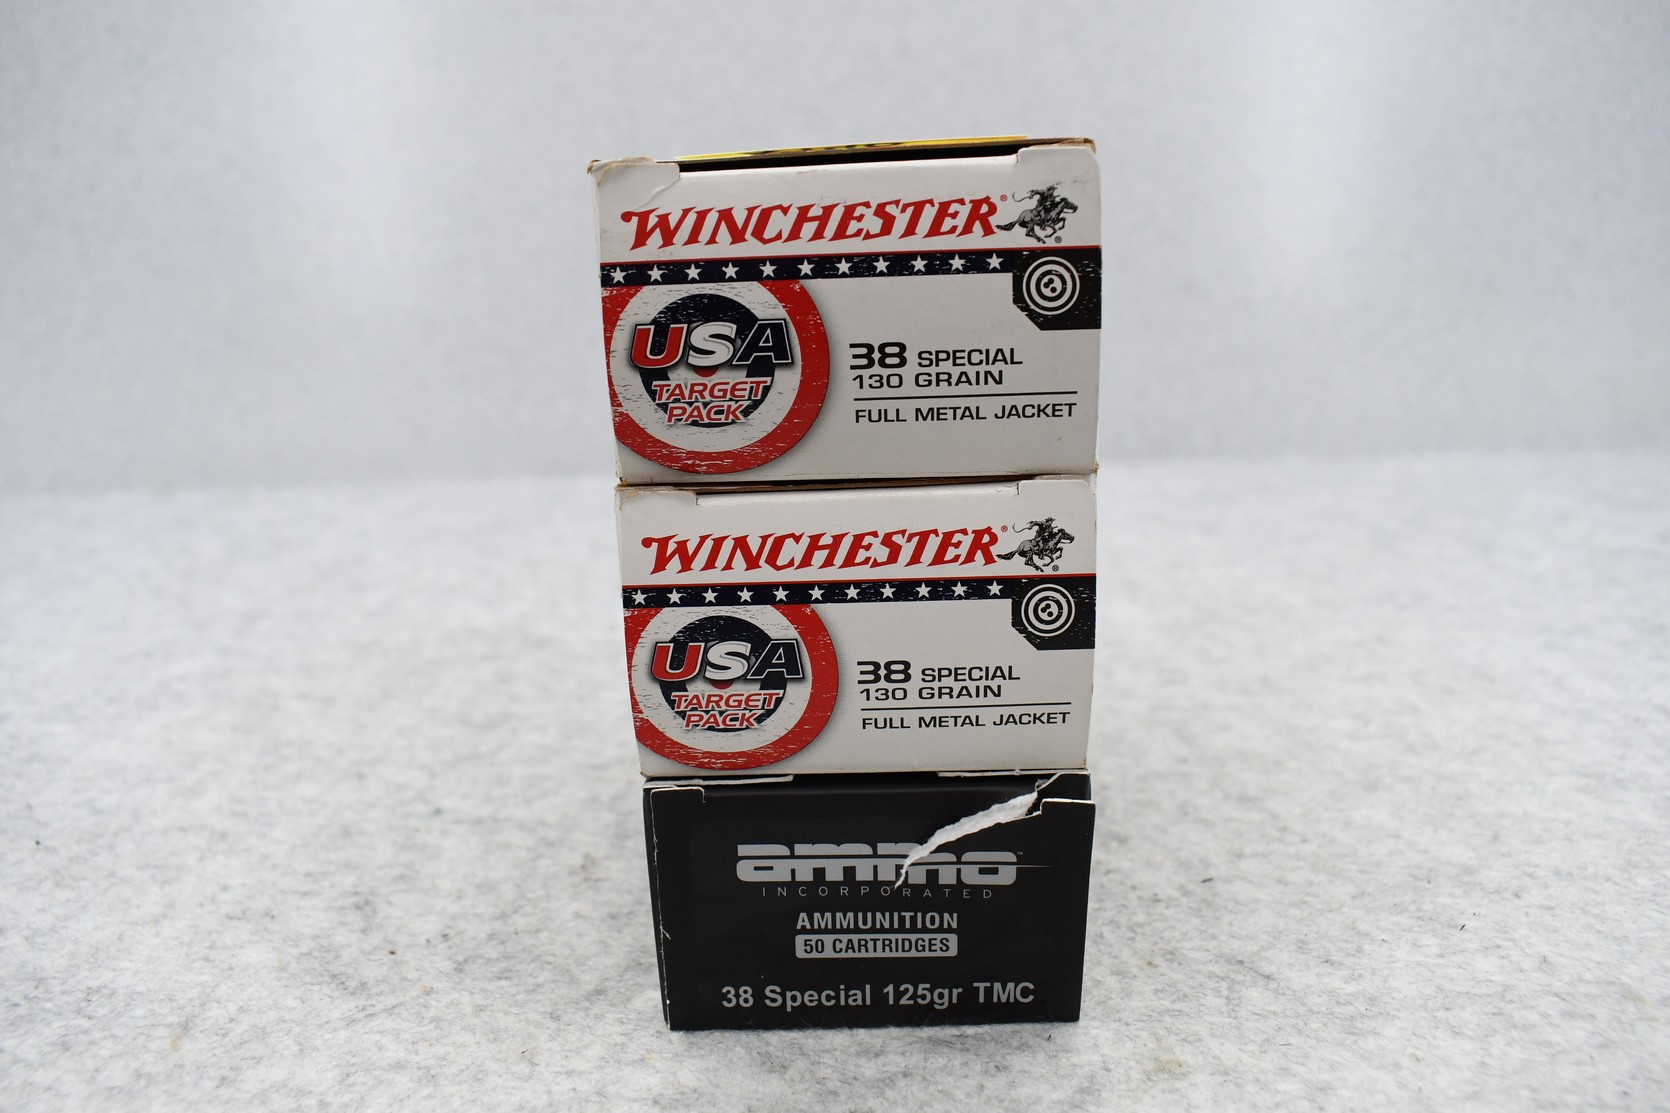 WINCHESTER®
®
USA
TARGET
PACK
38 SPECIAL
130 GRAIN
FULL METAL JACKET
WINCHESTER®
®
USA
TARGET
PACK
38 SPECIAL
130 GRAIN
FULL METAL JACKET
ammo
INCORPORATED
AMMUNITION
50 CARTRIDGES
38 Special 125gr TMC